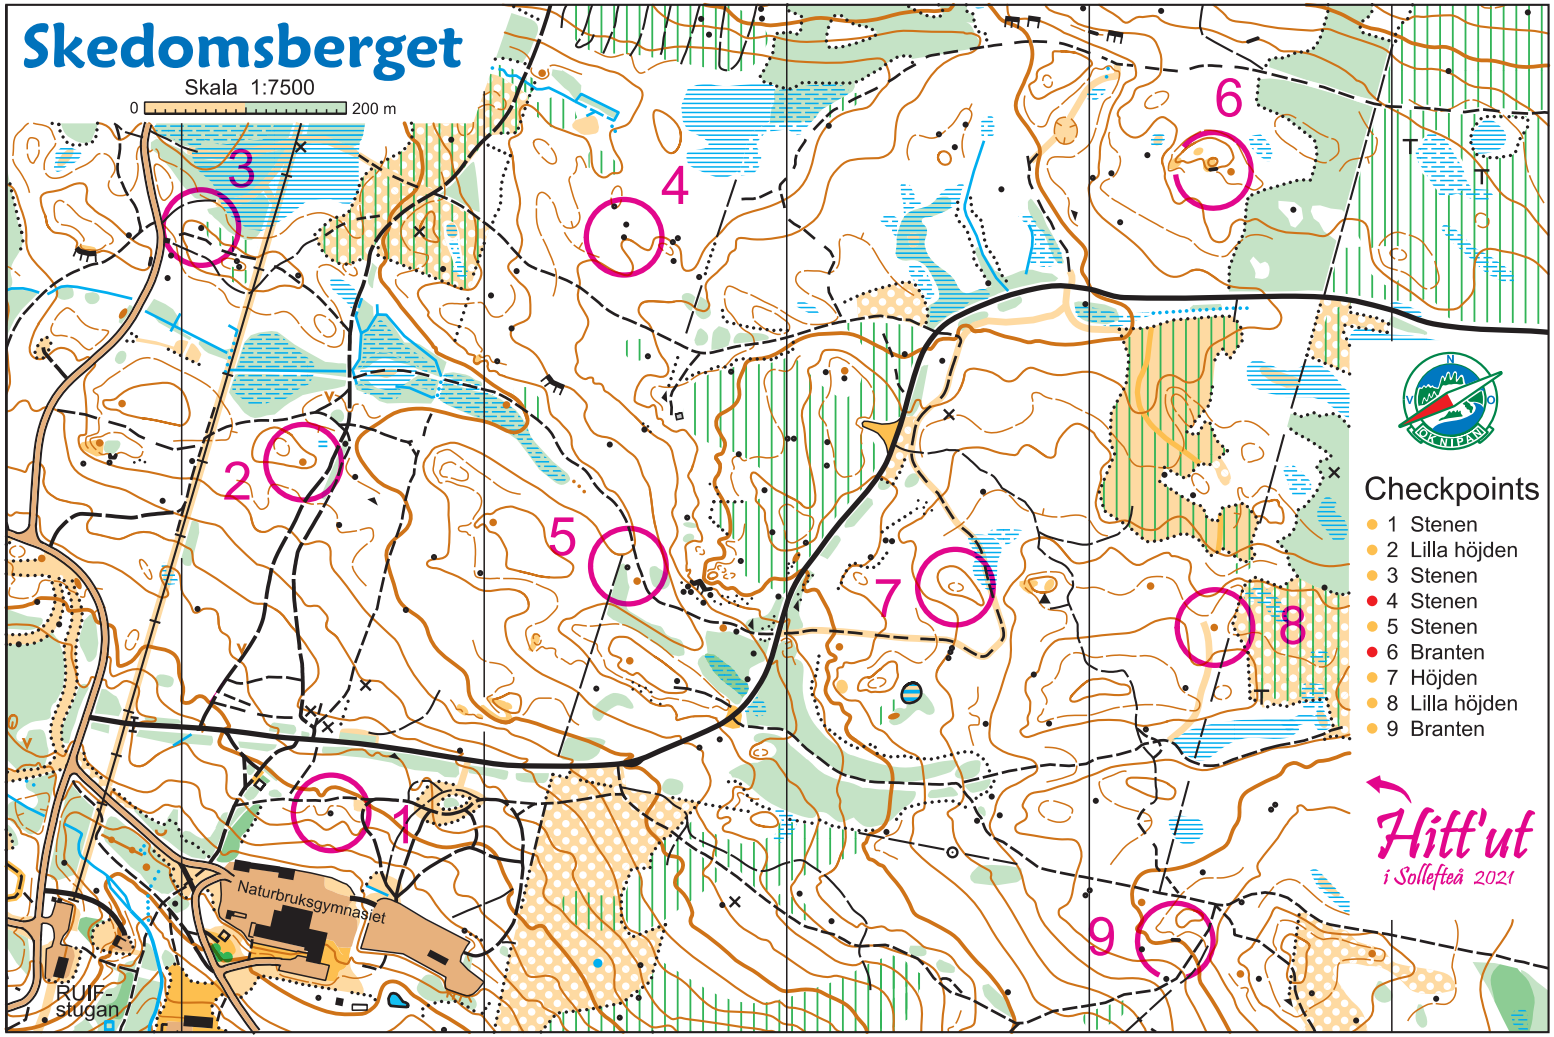 Skedomsberget
Skala 1:7500
0 200 m
3
4
6
2
5
7
8
1
9
Naturbruksgymnasiet
RUIF-
stugan
N
V O
OK NIPAN
Checkpoints
1 Stenen
2 Lilla höjden
3 Stenen
4 Stenen
5 Stenen
6 Branten
7 Höjden
8 Lilla höjden
9 Branten
Hitt'ut
i Sollefteå 2021